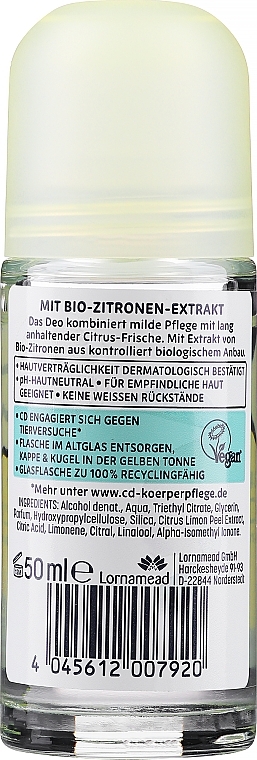 MIT BIO-ZITRONEN-EXTRAKT
Das Deo kombiniert milde Pflege mit lang
anhaltender Citrus-Frische. Mit Extrakt von
Bio-Zitronen aus kontrolliert biologischem Anbau.
• HAUTVERTRÄGLICHKEIT DERMATOLOGISCH BESTÄTIGT
• pH-HAUTNEUTRAL • FÜR EMPFINDLICHE HAUT
GEEIGNET • KEINE WEISSEN RÜCKSTÄNDE
• CD ENGAGIERT SICH GEGEN
TIERVERSUCHE*
• FLASCHE IM ALTGLAS ENTSORGEN,
KAPPE & KUGEL IN DER GELBEN TONNE
• GLASFLASCHE ZU 100% RECYCLINGFÄHIG
Vegan
*Mehr unter www.cd-koerperpflege.de
INGREDIENTS: Alcohol denat., Aqua, Triethyl Citrate, Glycerin,
Parfum, Hydroxypropylcellulose, Silica, Citrus Limon Peel Extract,
Citric Acid, Limonene, Citral, Linalool, Alpha-Isomethyl Ionone.
50 ml e
Lornamead
Lornamead GmbH
Harckesheyde 91-93
D-22844 Norderstedt
4 045612 007920